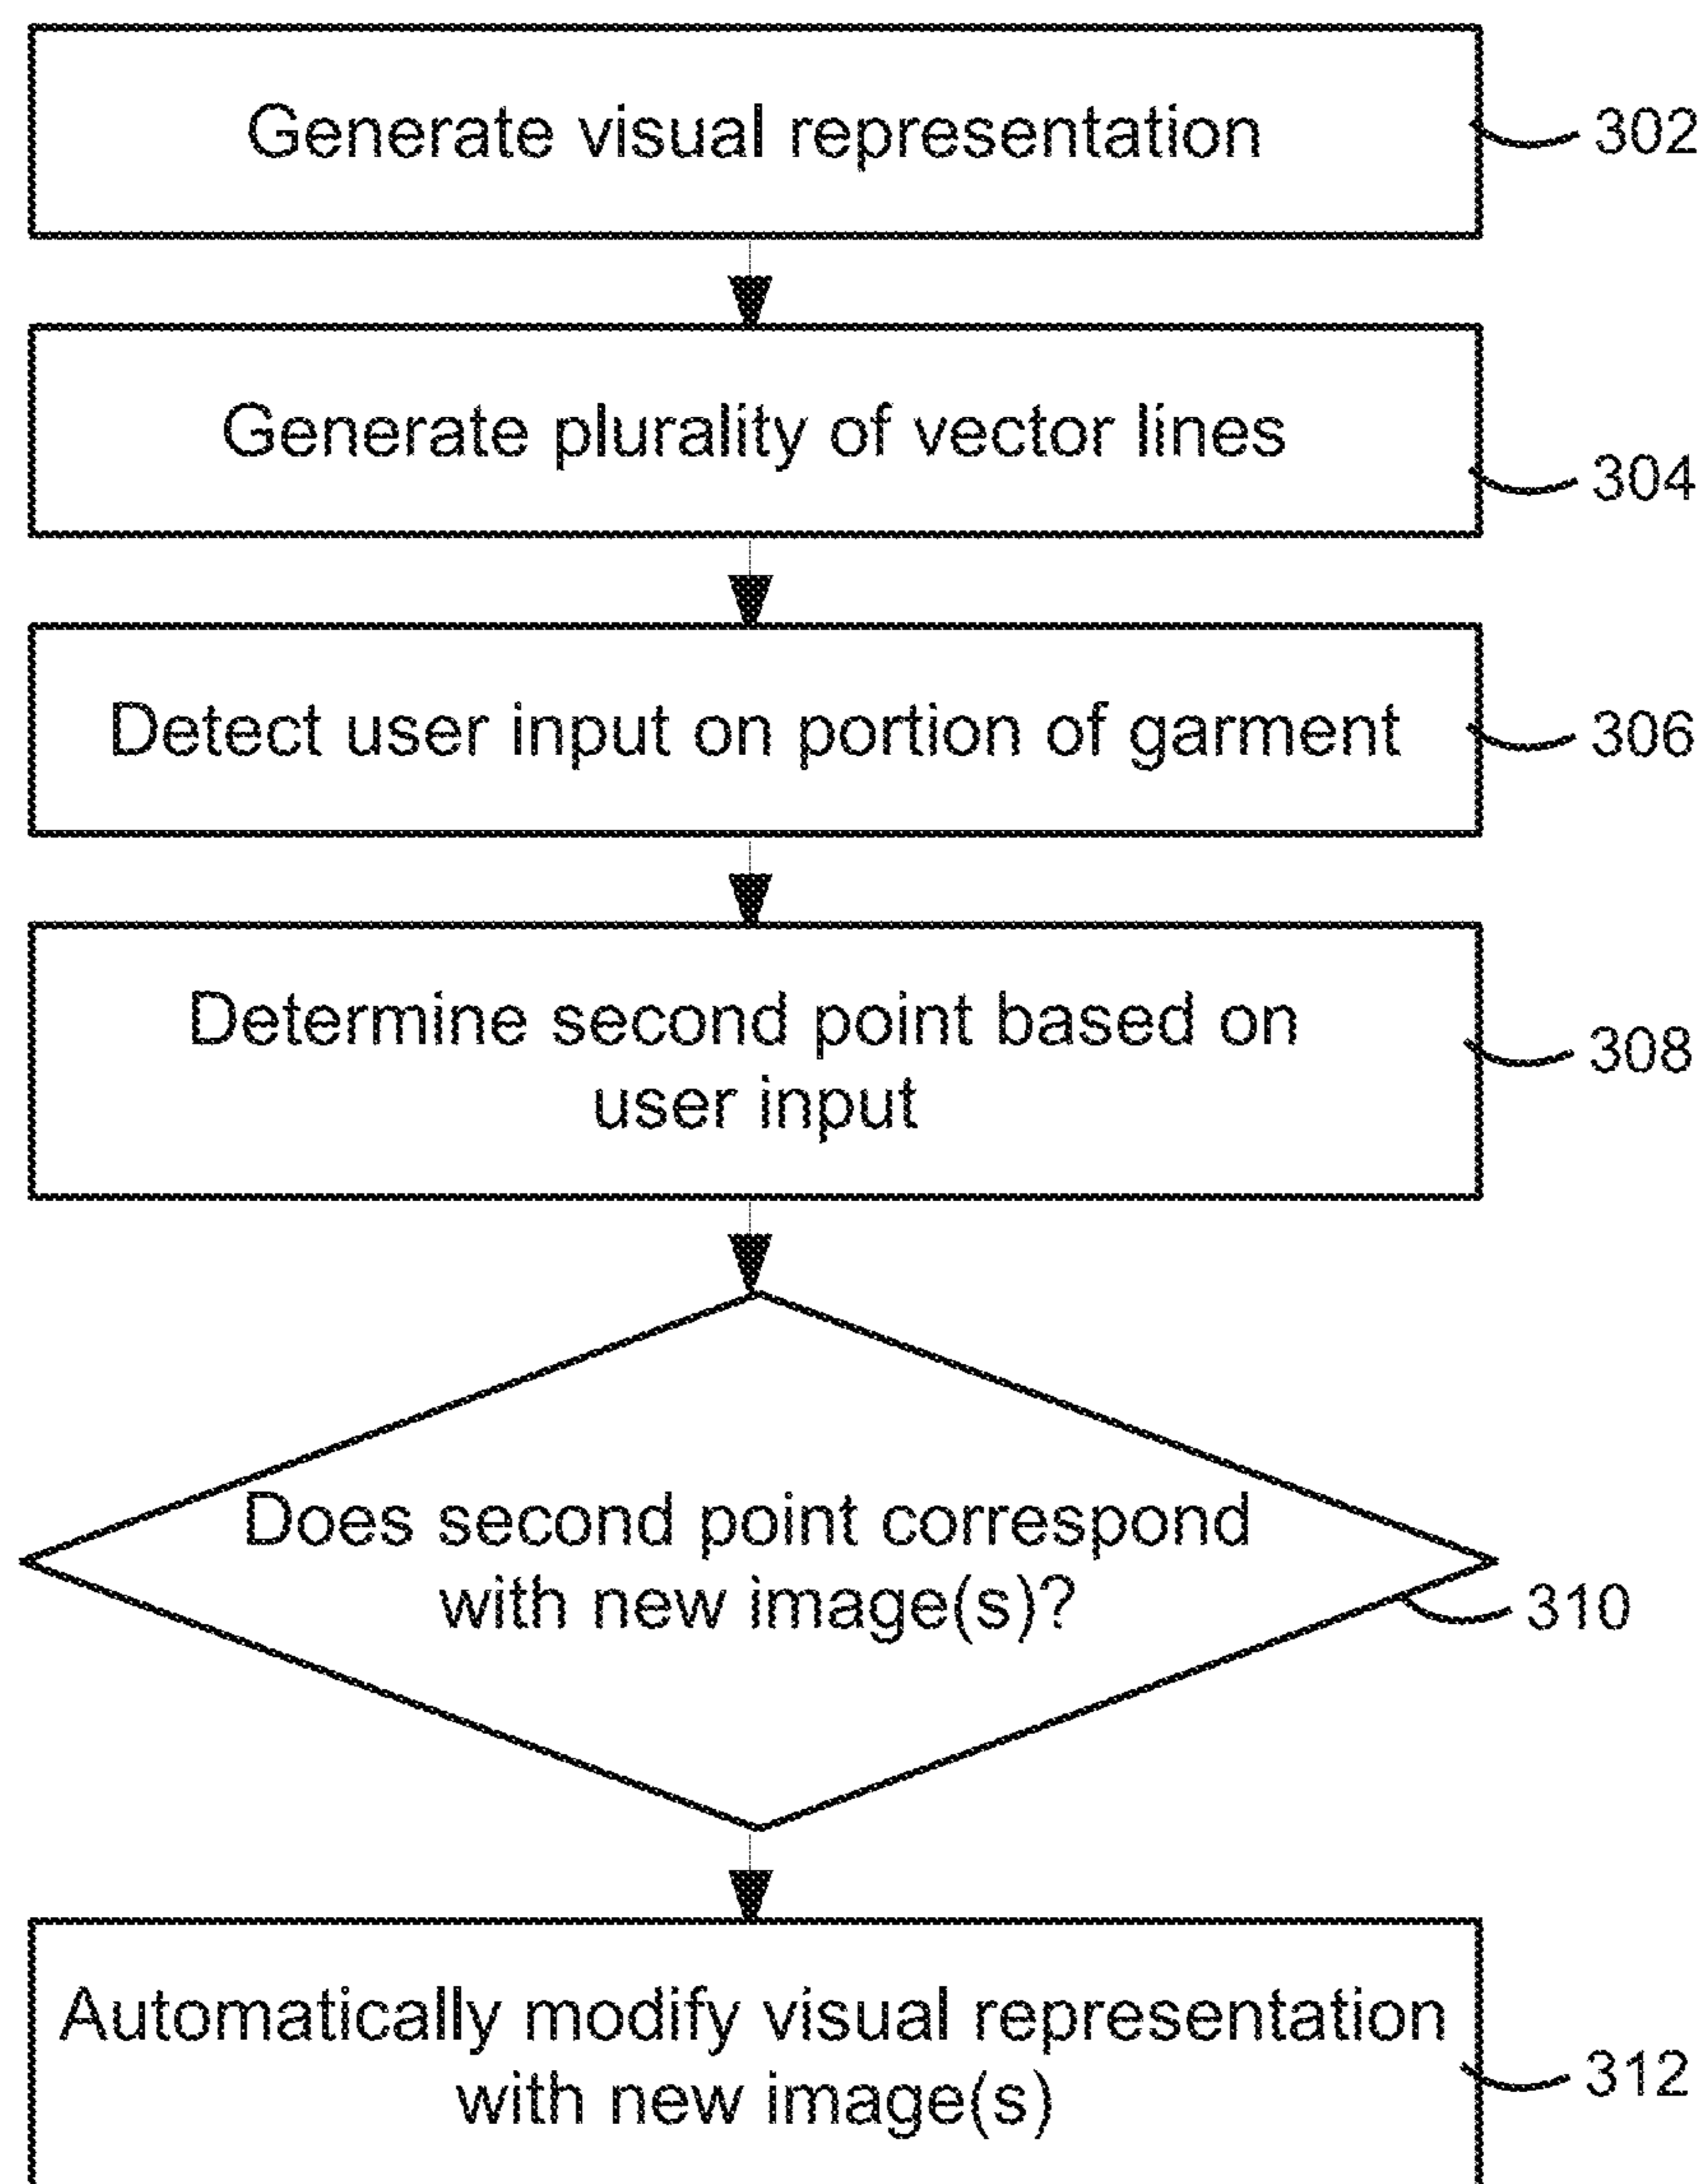 Generate visual representation
302
Generate plurality of vector lines
304
Detect user input on portion of garment
306
Determine second point based on
user input
308
Does second point correspond
with new image(s)?
310
Automatically modify visual representation
with new image(s)
312